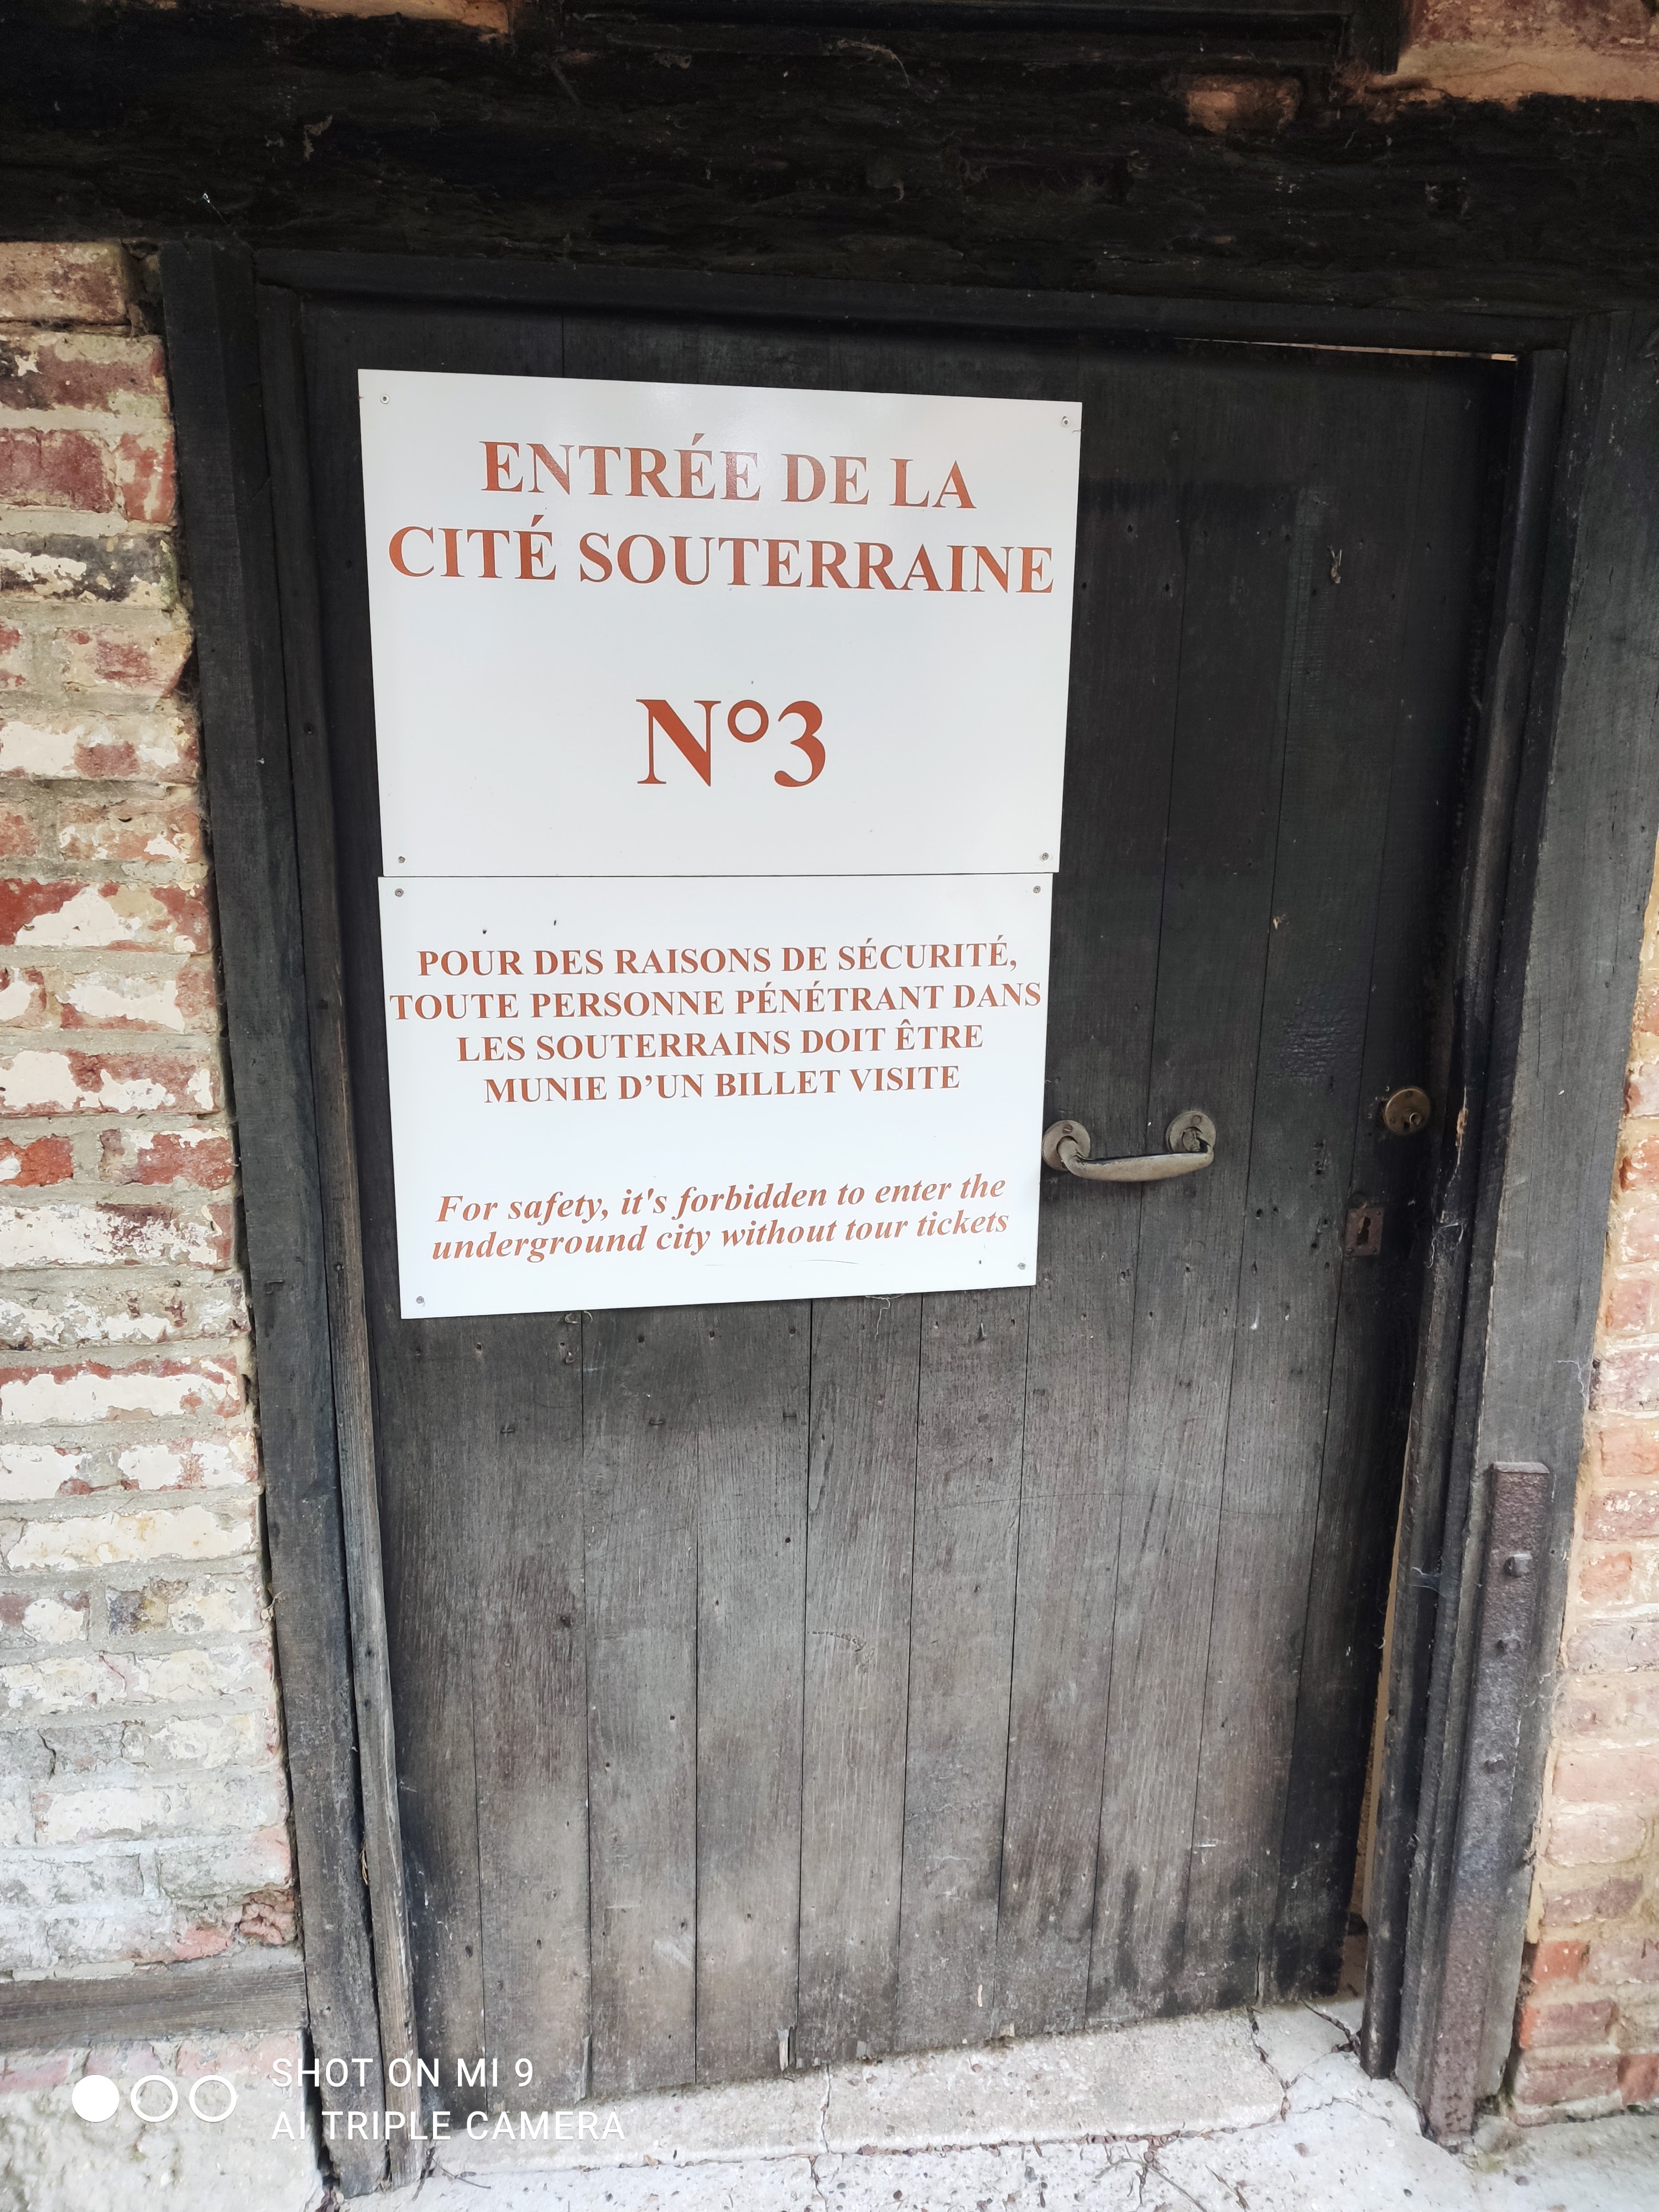 ENTRÉE DE LA
CITÉ SOUTERRAINE
N°3
POUR DES RAISONS DE SÉCURITÉ,
TOUTE PERSONNE PÉNÉTRANT DANS
LES SOUTERRAINS DOIT ÊTRE
MUNIE D’UN BILLET VISITE
For safety, it's forbidden to enter the
underground city without tour tickets
SHOT ON MI 9
AI TRIPLE CAMERA